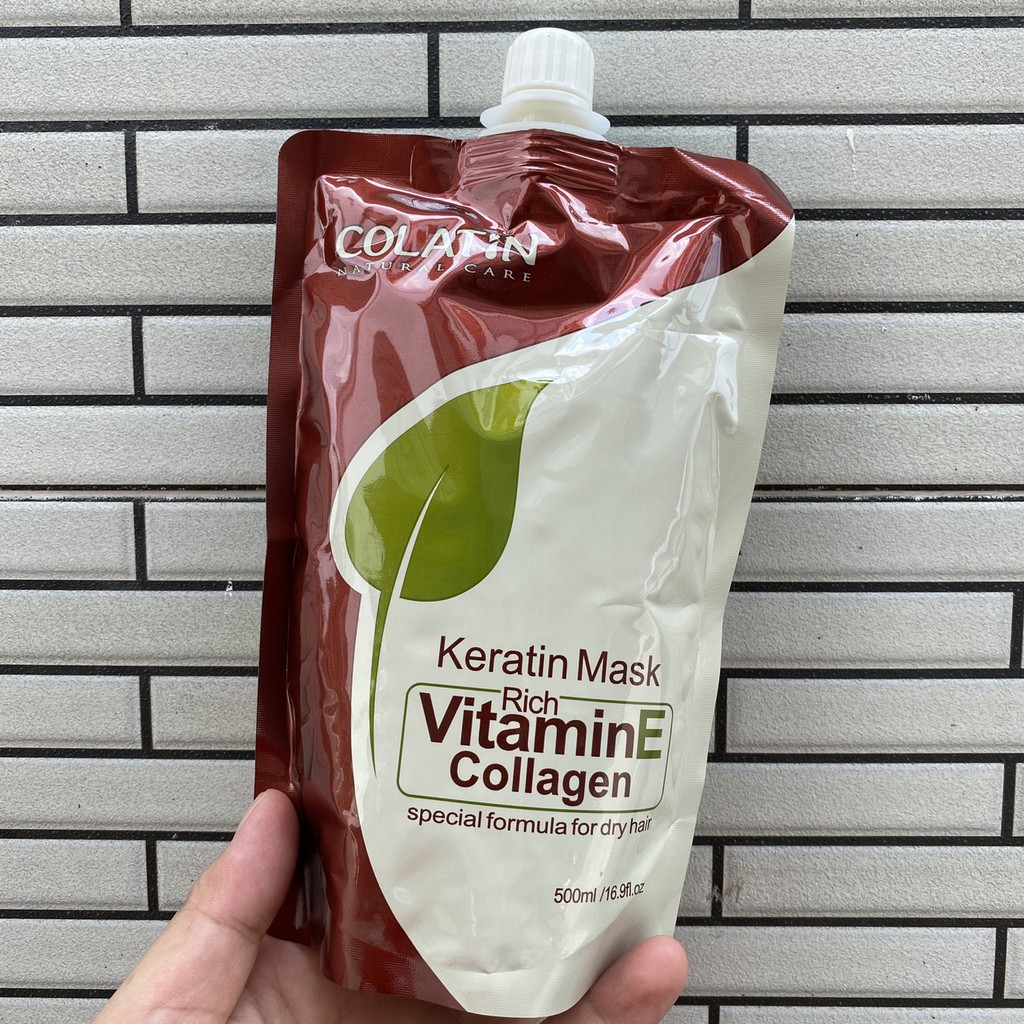 COLATIN
NATURAL CARE
Keratin Mask
Rich
VitaminE
Collagen
special formula for dry hair
500ml /16.9fl.oz